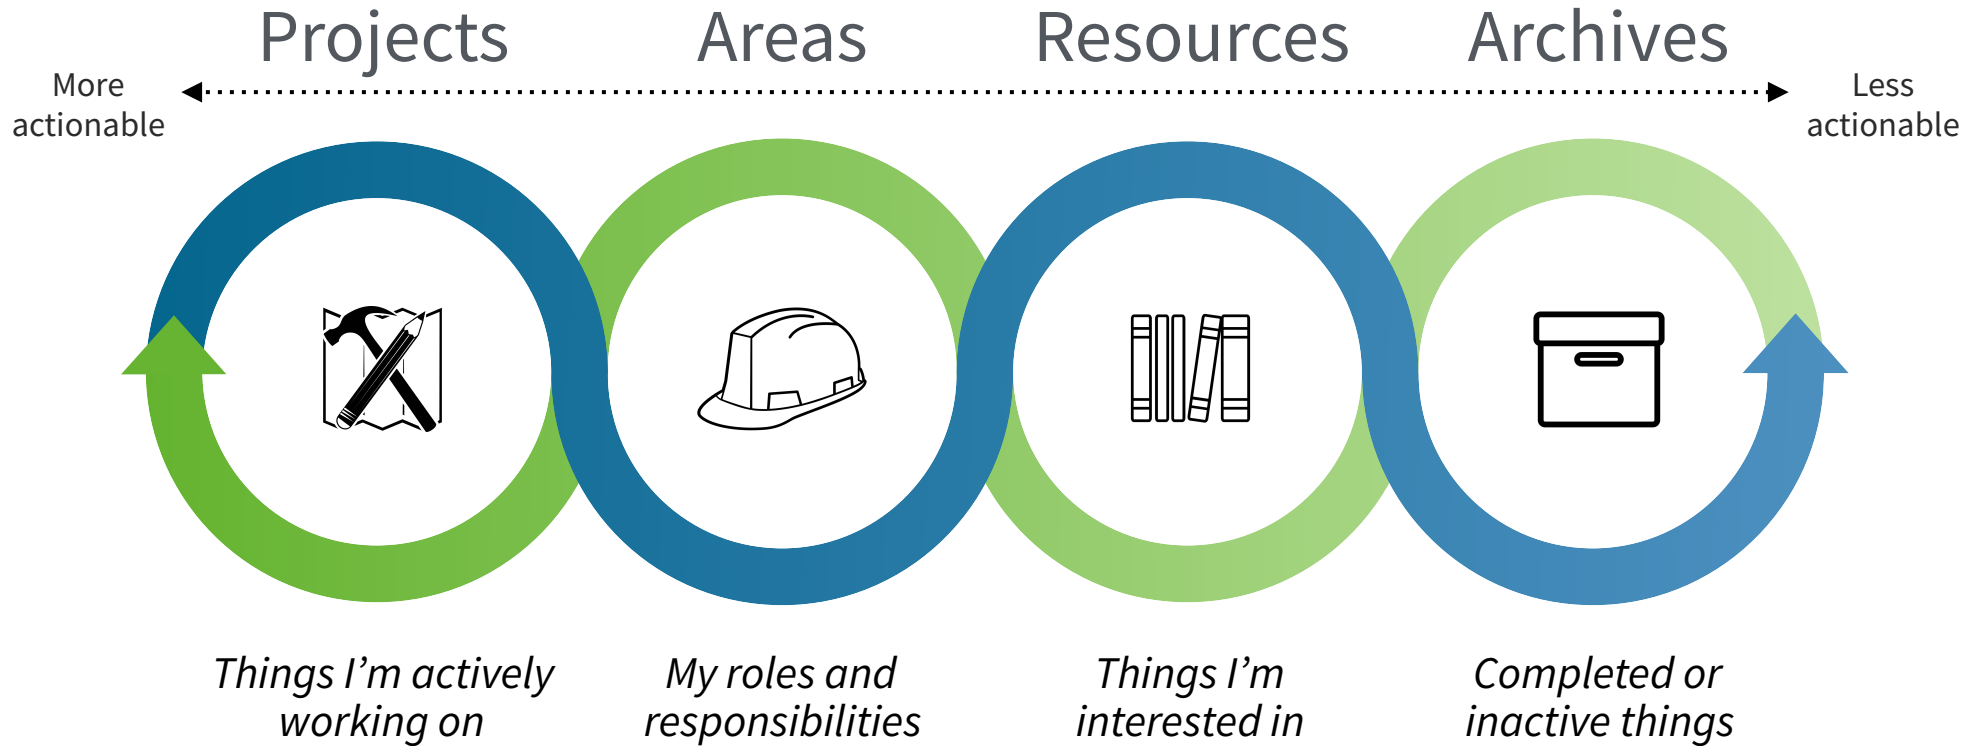 Projects
Areas
Resources
Archives
More
actionable
Less
actionable
Things I’m actively
working on
My roles and
responsibilities
Things I’m
interested in
Completed or
inactive things